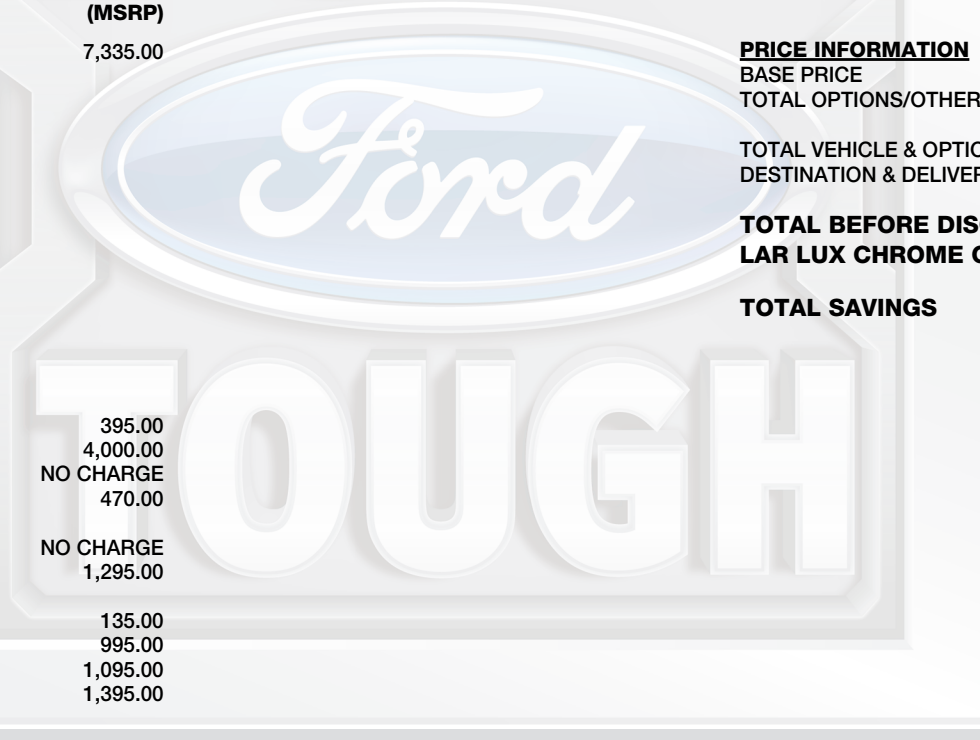 (MSRP)
7,335.00
PRICE INFORMATION
BASE PRICE
TOTAL OPTIONS/OTHER
TOTAL VEHICLE & OPTIO
DESTINATION & DELIVER
TOTAL BEFORE DIS
LAR LUX CHROME
TOTAL SAVINGS
Ford
TOUGH
395.00
4,000.00
NO CHARGE
470.00
NO CHARGE
1,295.00
135.00
995.00
1,095.00
1,395.00